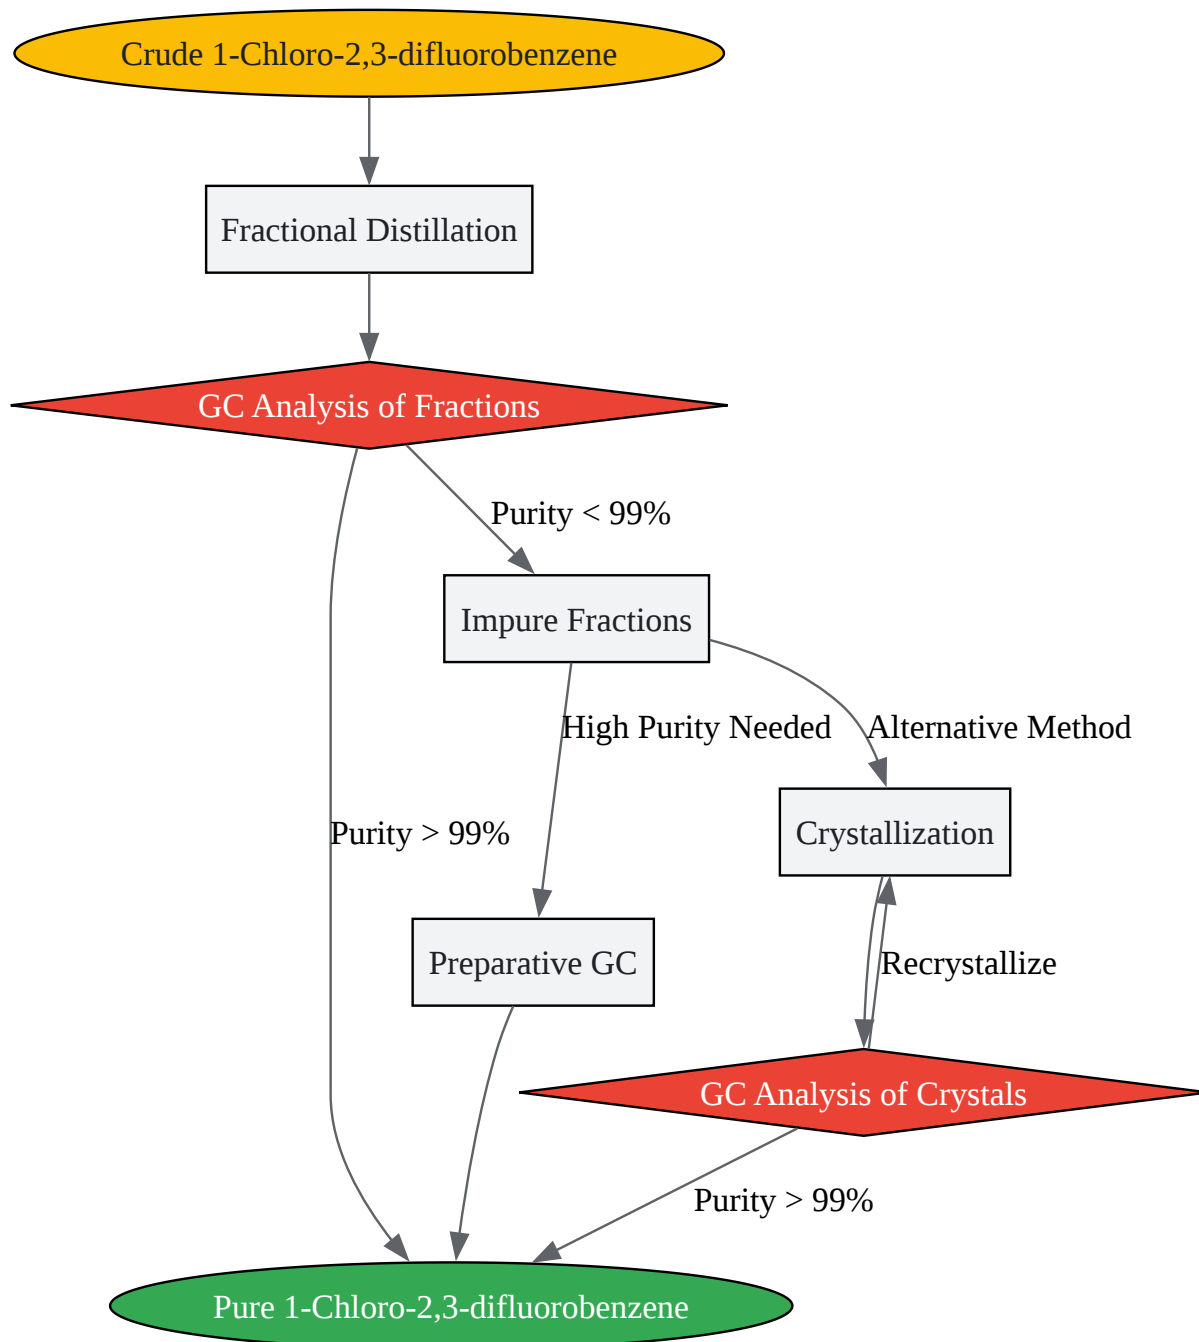 Crude 1-Chloro-2,3-difluorobenzene
Fractional Distillation
GC Analysis of Fractions
Purity < 99%
Impure Fractions
High Purity Needed
Alternative Method
Purity > 99%
Crystallization
Preparative GC
Recrystallize
GC Analysis of Crystals
Purity > 99%
Pure 1-Chloro-2,3-difluorobenzene